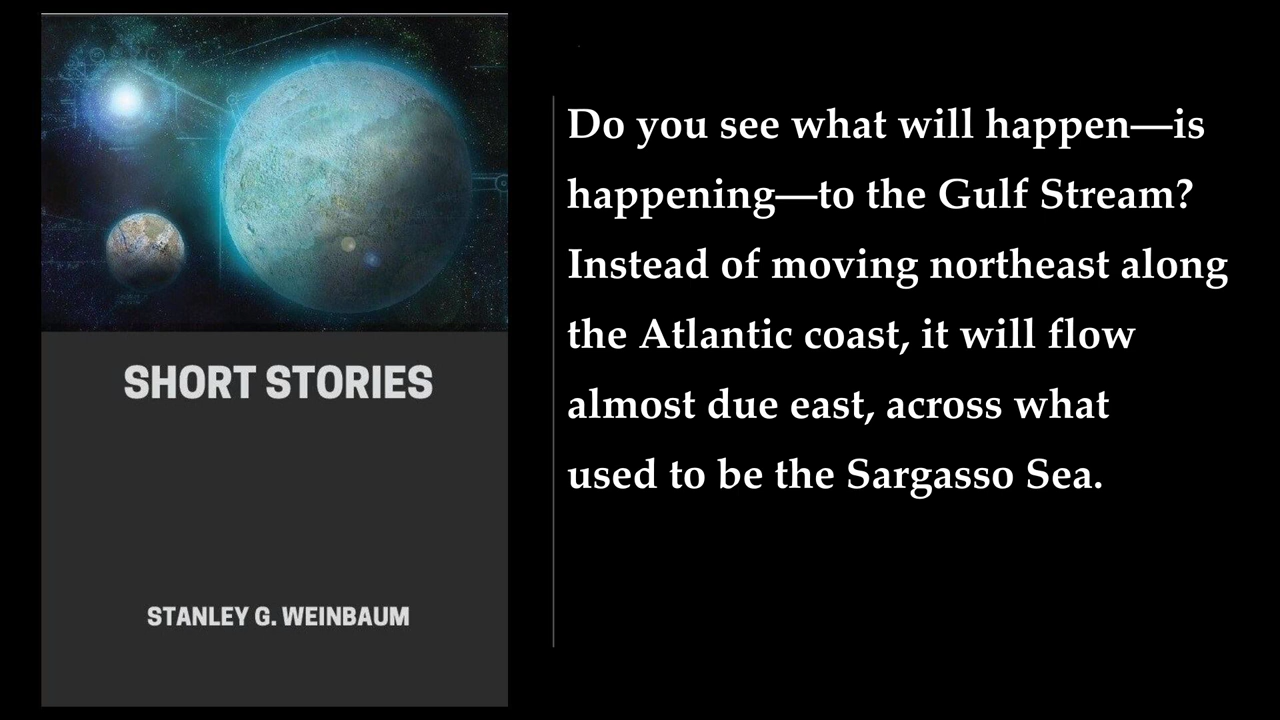 SHORT STORIES
STANLEY G. WEINBAUM
Do you see what will happen—is
happening—to the Gulf Stream?
Instead of moving northeast along
the Atlantic coast, it will flow
almost due east, across what
used to be the Sargasso Sea.